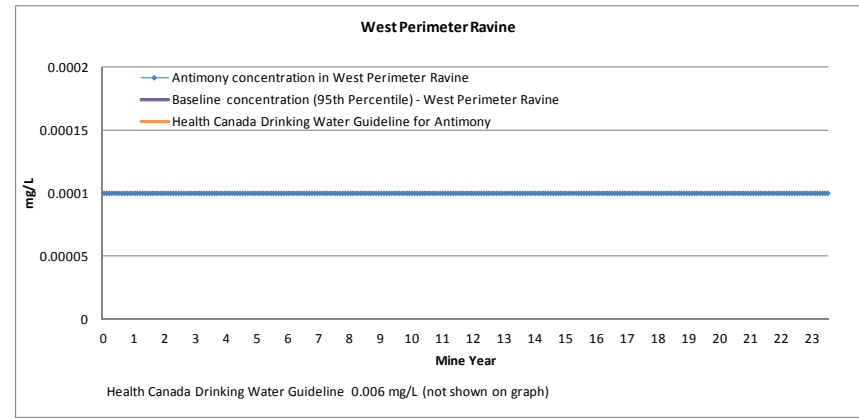 West Perimeter Ravine
0.0002
0.00015
0.0001
0.00005
0
mg/L
Antimony concentration in West Perimeter Ravine
Baseline concentration (95th Percentile) - West Perimeter Ravine
Health Canada Drinking Water Guideline for Antimony
0 1 2 3 4 5 6 7 8 9 10 11 12 13 14 15 16 17 18 19 20 21 22 23
Mine Year
Health Canada Drinking Water Guideline 0.006 mg/L (not shown on graph)